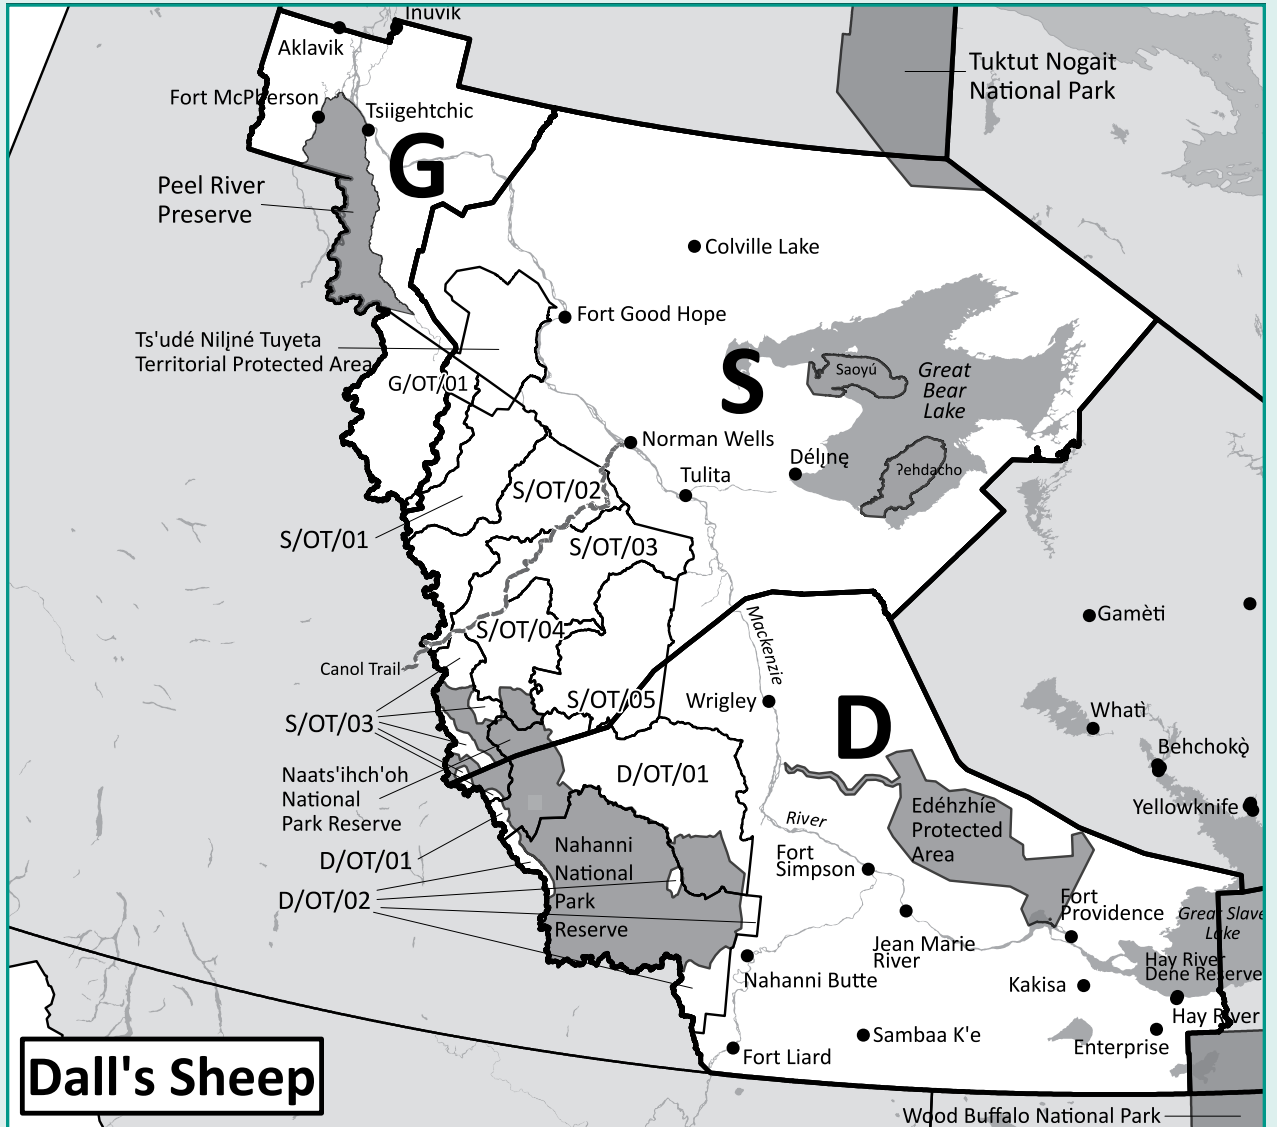 Inuvik
Aklavik
Tuktut Nogait
National Park
Fort McPherson
Tsiigehtchic
G
Peel River
Preserve
Colville Lake
Fort Good Hope
Ts'udé Nilįné Tuyeta
Territorial Protected Area
S
Saoyú
Great
Bear
Lake
G/OT/01
Norman Wells
Délįnę
ʔehdacho
Tulita
S/OT/02
S/OT/01
S/OT/03
Gamètì
Mackenzie
S/OT/04
Canol Trail
S/OT/05
Wrigley
D
Whatì
S/OT/03
Behchokǫ̀
Naats'ihch'oh
National
Park Reserve
D/OT/01
Edéhzhíe
Protected
Area
Yellowknife
River
Nahanni
National
Park
Reserve
Fort
Simpson
D/OT/01
D/OT/02
Fort
Providence
Great Slave
Lake
Jean Marie
River
Hay River
Dene Reserve
Nahanni Butte
Kakisa
Hay River
Sambaa K'e
Enterprise
Fort Liard
Dall's Sheep
Wood Buffalo National Park